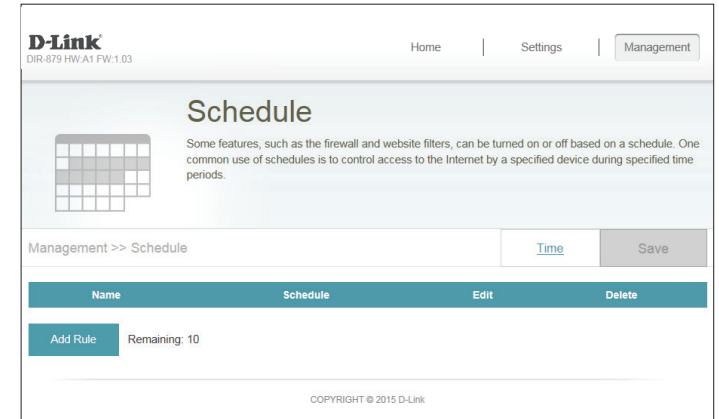 D-Link
DIR-879 HW:A1 FW:1.03
Home | Settings | Management
Schedule
Some features, such as the firewall and website filters, can be turned on or off based on a schedule. One
common use of schedules is to control access to the Internet by a specified device during specified time
periods.
Management >> Schedule
Time
Save
Name Schedule Edit Delete
Add Rule Remaining: 10
COPYRIGHT © 2015 D-Link